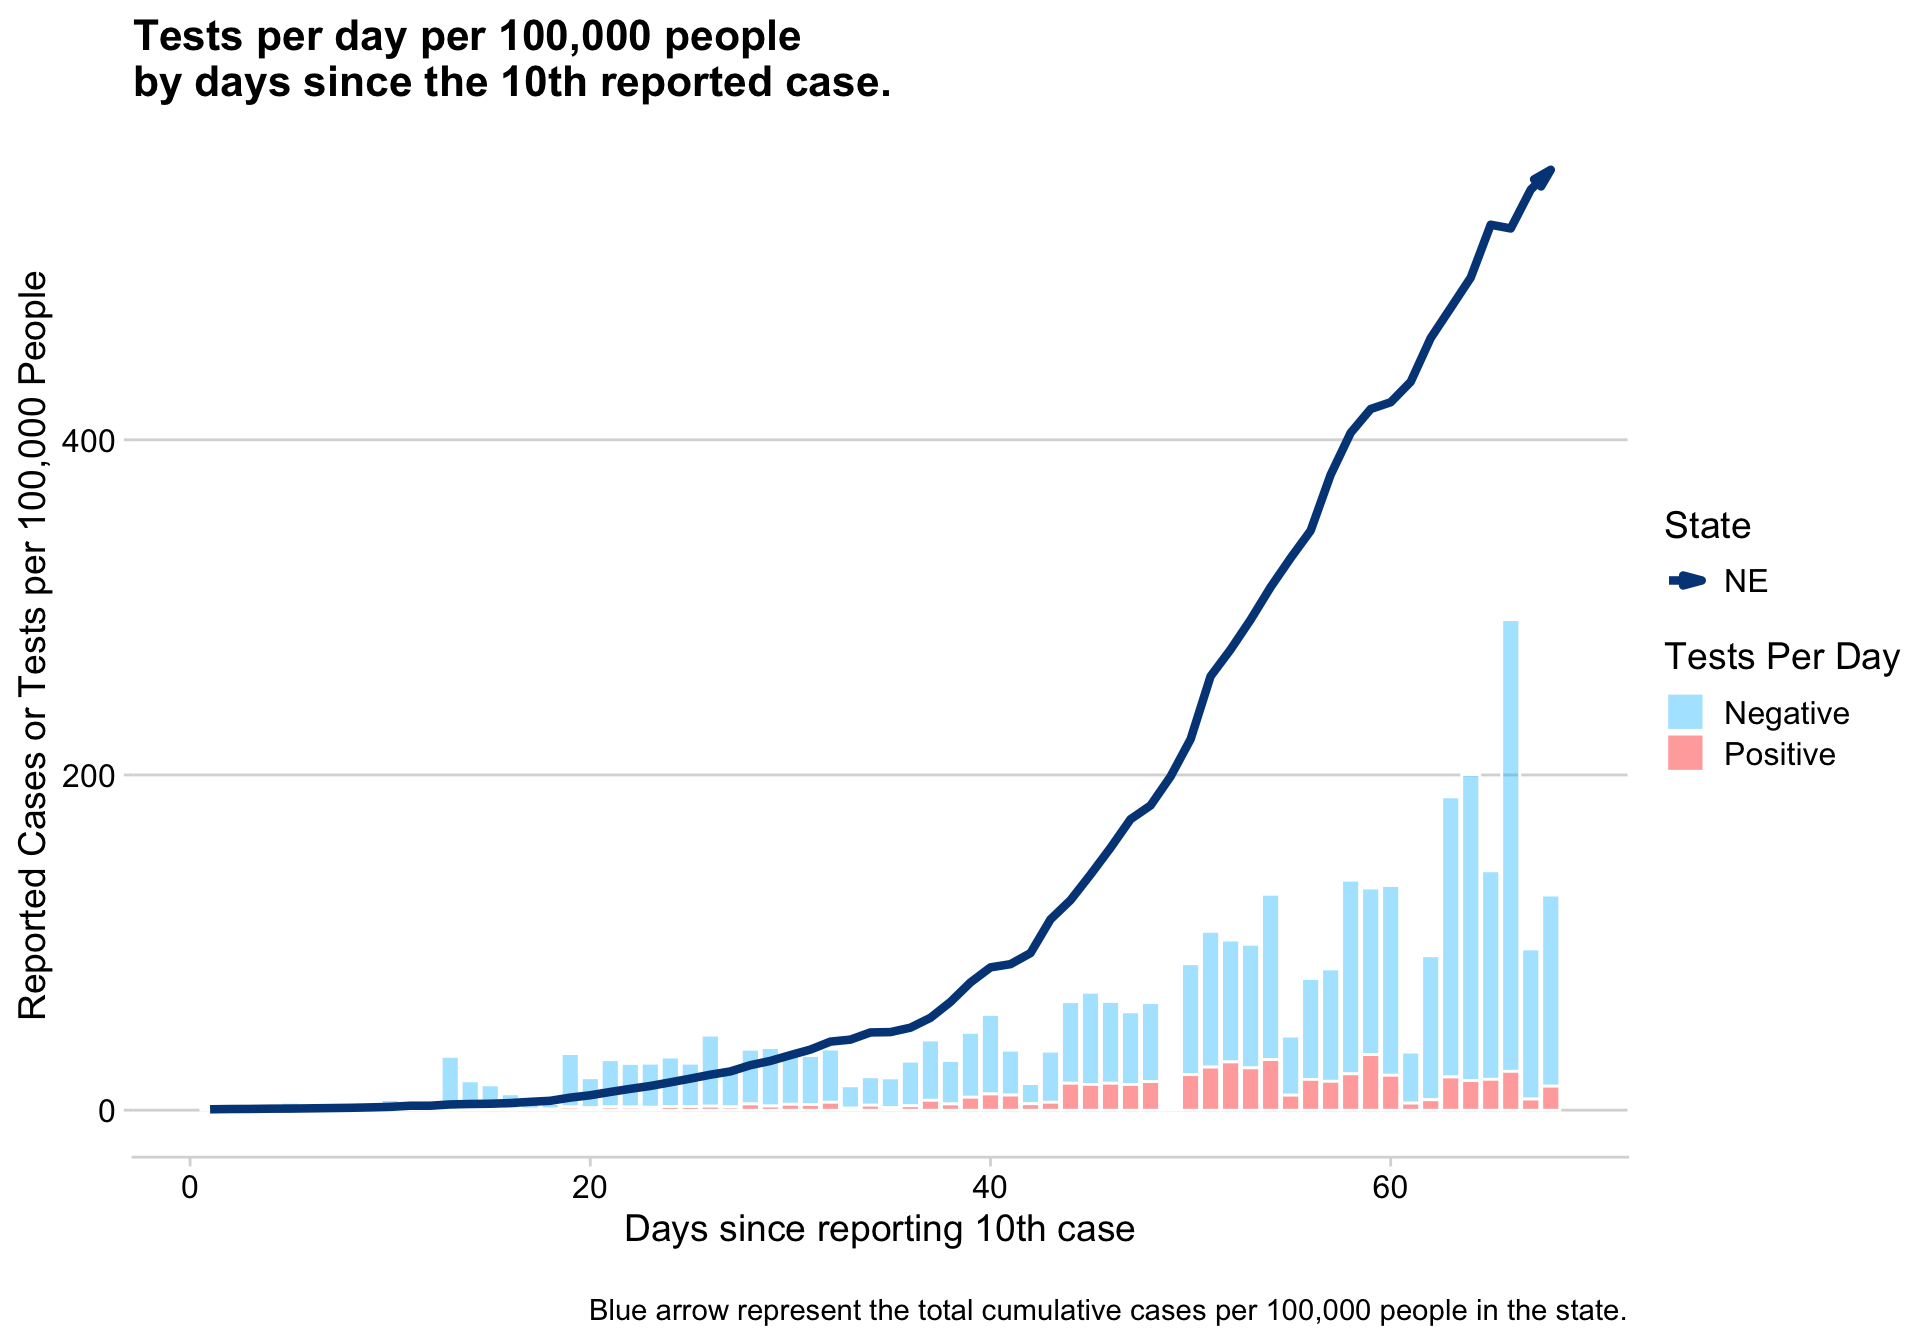 Tests per day per 100,000 people
by days since the 10th reported case.
Reported Cases or Tests per 100,000 People
400
200
0
0
20
40
60
Days since reporting 10th case
State
NE
Tests Per Day
Negative
Positive
Blue arrow represent the total cumulative cases per 100,000 people in the state.